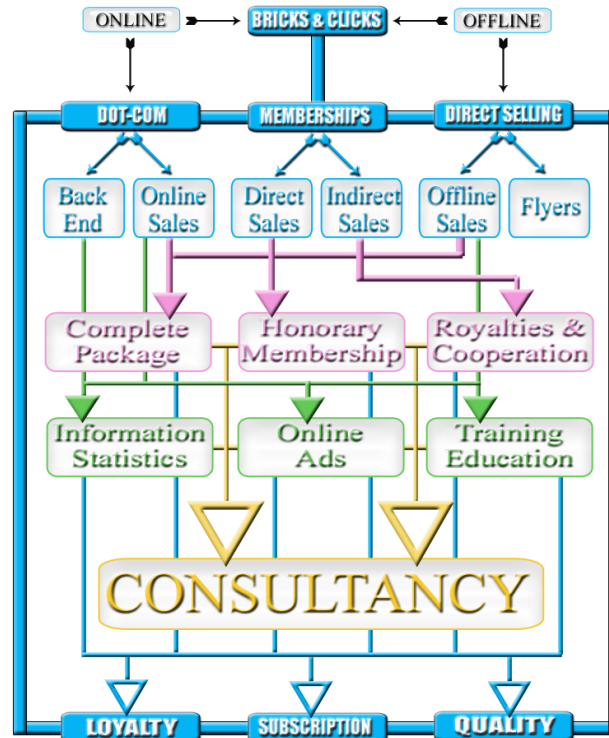 ONLINE
BRICKS & CLICKS
OFFLINE
DOT-COM
MEMBERSHIPS
DIRECT SELLING
Back
End
Online
Sales
Direct
Sales
Indirect
Sales
Offline
Sales
Flyers
Complete
Package
Honorary
Membership
Royalties &
Cooperation
Information
Statistics
Online
Ads
Training
Education
CONSULTANCY
LOYALTY
SUBSCRIPTION
QUALITY